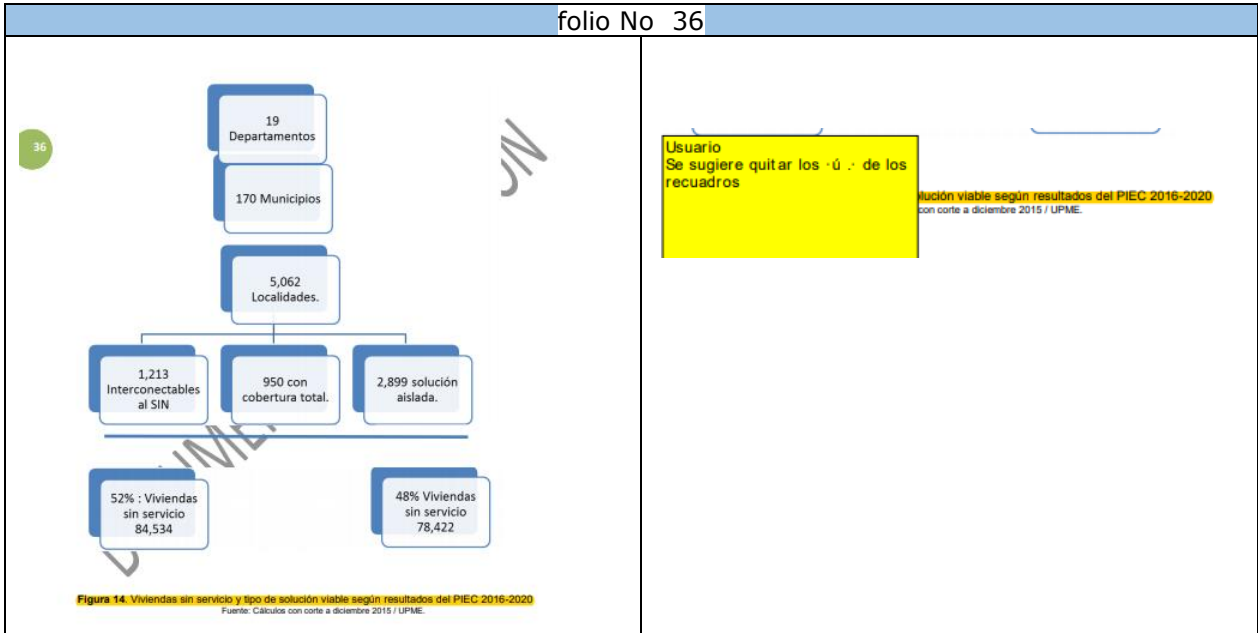 folio No 36
36
19
Departamentos
170 Municipios
5,062
Localidades.
1,213
Interconectables
al SIN
950 con
cobertura total.
2,899 solución
aislada.
52% : Viviendas
sin servicio
84,534
48% Viviendas
sin servicio
78,422
Figura 14. Viviendas sin servicio y tipo de solución viable según resultados del PIEC 2016-2020
Fuente: Cálculos con corte a diciembre 2015 / UPME.
Usuario
Se sugiere quitar los ·ú .· de los
recuadros
lución viable según resultados del PIEC 2016-2020
con corte a diciembre 2015 / UPME.